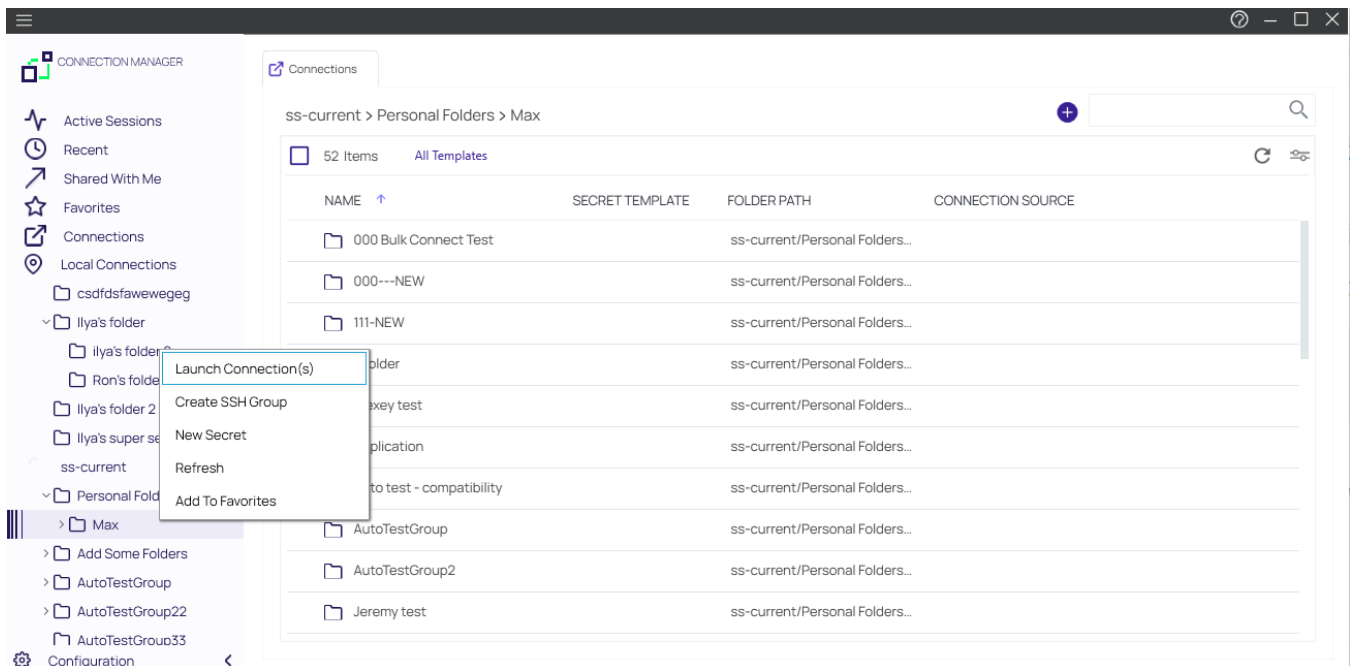 CONNECTION MANAGER
Active Sessions
Recent
Shared With Me
Favorites
Connections
Local Connections
csdfdsfawewegeg
Ilya's folder
ilya's folder
Ron's folde
Ilya's folder 2
Ilya's super se
ss-current
Personal Fold
Max
Add Some Folders
AutoTestGroup
AutoTestGroup22
AutoTestGroup33
Configuration
Launch Connection(s)
Create SSH Group
New Secret
Refresh
Add To Favorites
Connections
ss-current > Personal Folders > Max
52 Items All Templates
NAME SECRET TEMPLATE FOLDER PATH CONNECTION SOURCE
000 Bulk Connect Test ss-current/Personal Folders...
000---NEW ss-current/Personal Folders...
111-NEW ss-current/Personal Folders...
older ss-current/Personal Folders...
exey test ss-current/Personal Folders...
plication ss-current/Personal Folders...
to test - compatibility ss-current/Personal Folders...
AutoTestGroup ss-current/Personal Folders...
AutoTestGroup2 ss-current/Personal Folders...
Jeremy test ss-current/Personal Folders...